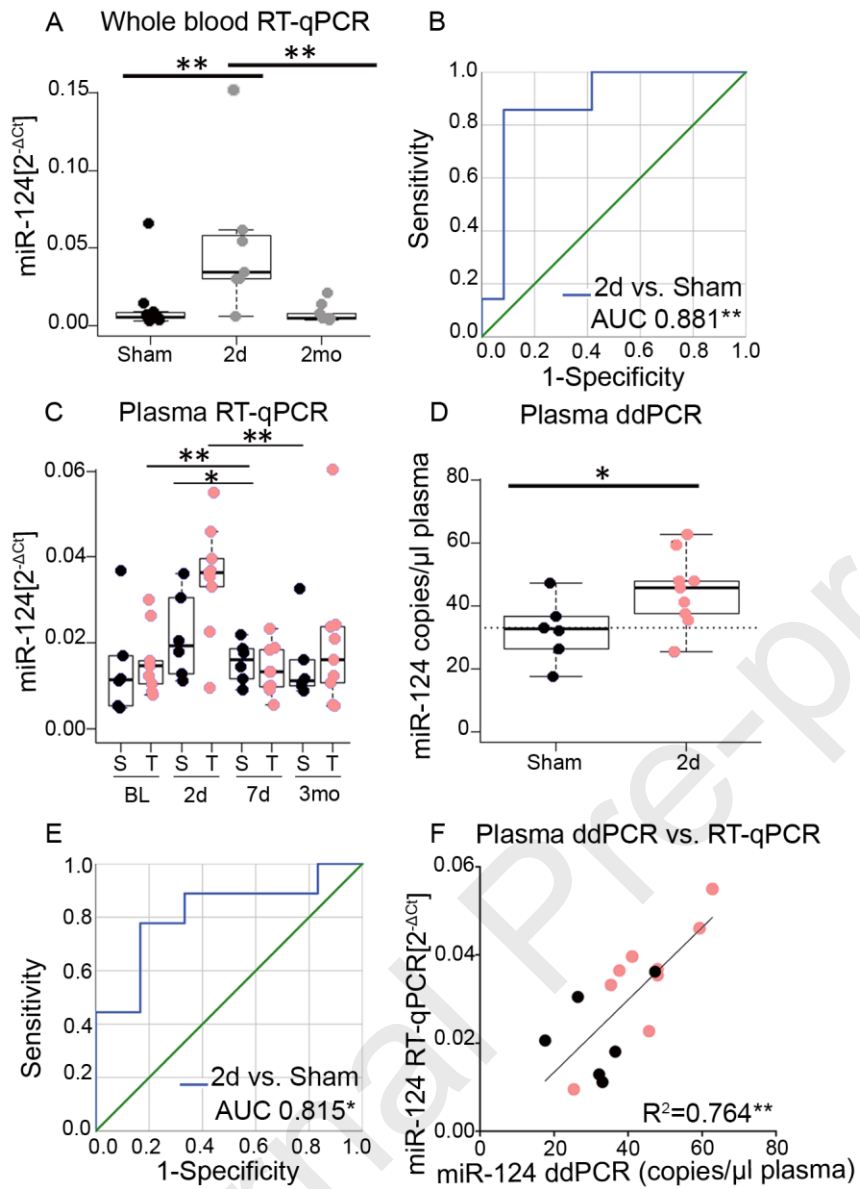 A Whole blood RT-qPCR
** **
miR-124[2^-ΔCt]
0.15
0.10
0.05
0.00
Sham 2d 2mo
B
Sensitivity
1.0
0.8
0.6
0.4
0.2
0.0
2d vs. Sham
AUC 0.881**
0.0 0.2 0.4 0.6 0.8 1.0
1-Specificity
C Plasma RT-qPCR
**
**
*
miR-124[2^-ΔCt]
0.06
0.04
0.02
0.00
S T S T S T S T
BL 2d 7d 3mo
D Plasma ddPCR
*
miR-124 copies/µl plasma
80
60
40
20
0
Sham 2d
E
Sensitivity
1.0
0.8
0.6
0.4
0.2
0.0
2d vs. Sham
AUC 0.815*
0.0 0.2 0.4 0.6 0.8 1.0
1-Specificity
F Plasma ddPCR vs. RT-qPCR
miR-124 RT-qPCR[2^-ΔCt]
0.06
0.04
0.02
0.00
R²=0.764**
0 20 40 60 80
miR-124 ddPCR (copies/µl plasma)
rnal Pre-pr